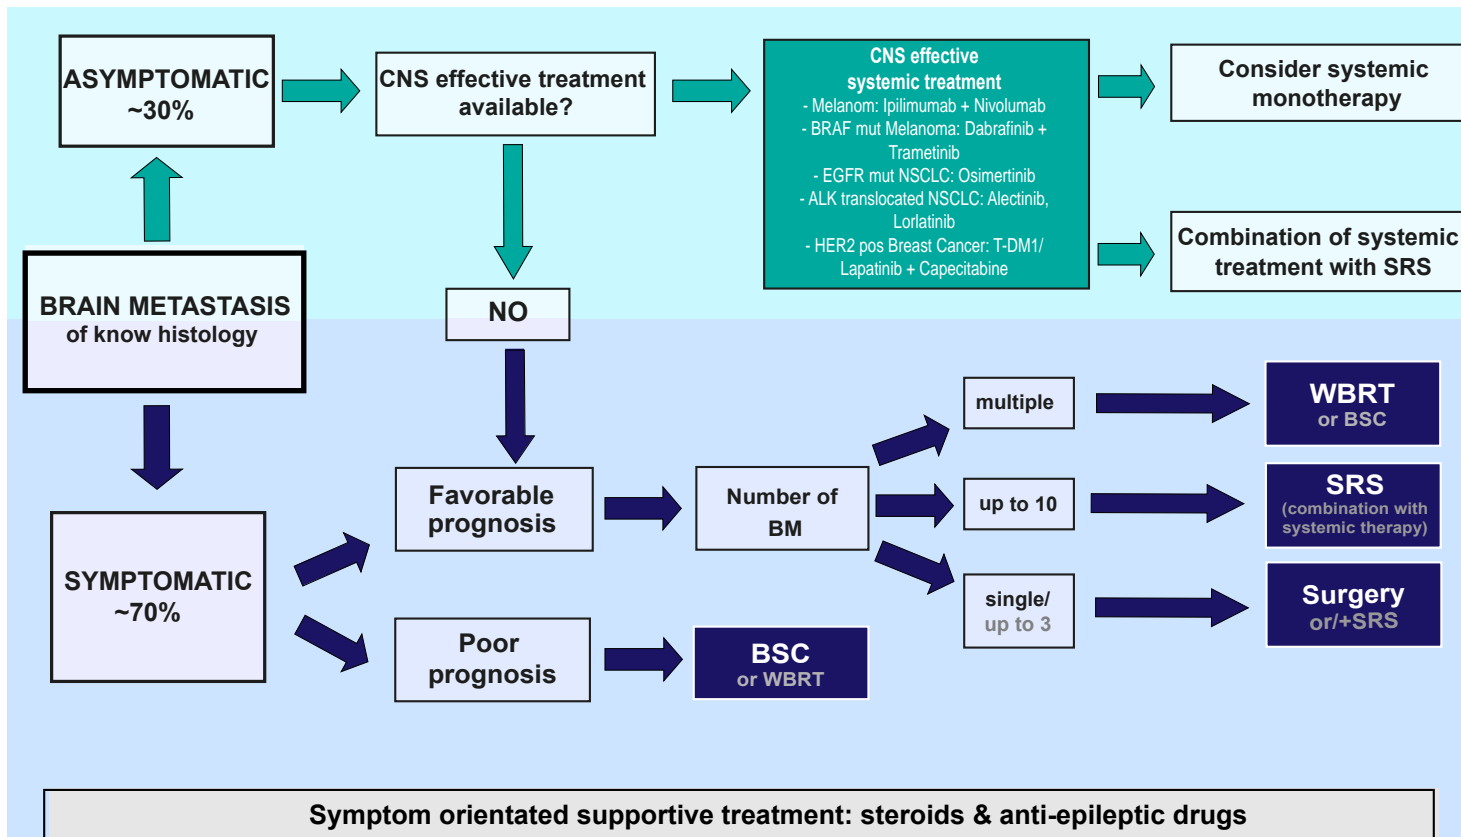 ASYMPTOMATIC
~30%
CNS effective treatment
available?
CNS effective
systemic treatment
- Melanom: Ipilimumab + Nivolumab
- BRAF mut Melanoma: Dabrafinib +
Trametinib
- EGFR mut NSCLC: Osimertinib
- ALK translocated NSCLC: Alectinib,
Lorlatinib
- HER2 pos Breast Cancer: T-DM1/
Lapatinib + Capecitabine
Consider systemic
monotherapy
Combination of systemic
treatment with SRS
BRAIN METASTASIS
of know histology
NO
SYMPTOMATIC
~70%
Favorable
prognosis
Poor
prognosis
BSC
or WBRT
Number of
BM
multiple
WBRT
or BSC
up to 10
SRS
(combination with
systemic therapy)
single/
up to 3
Surgery
or/+SRS
Symptom orientated supportive treatment: steroids & anti-epileptic drugs